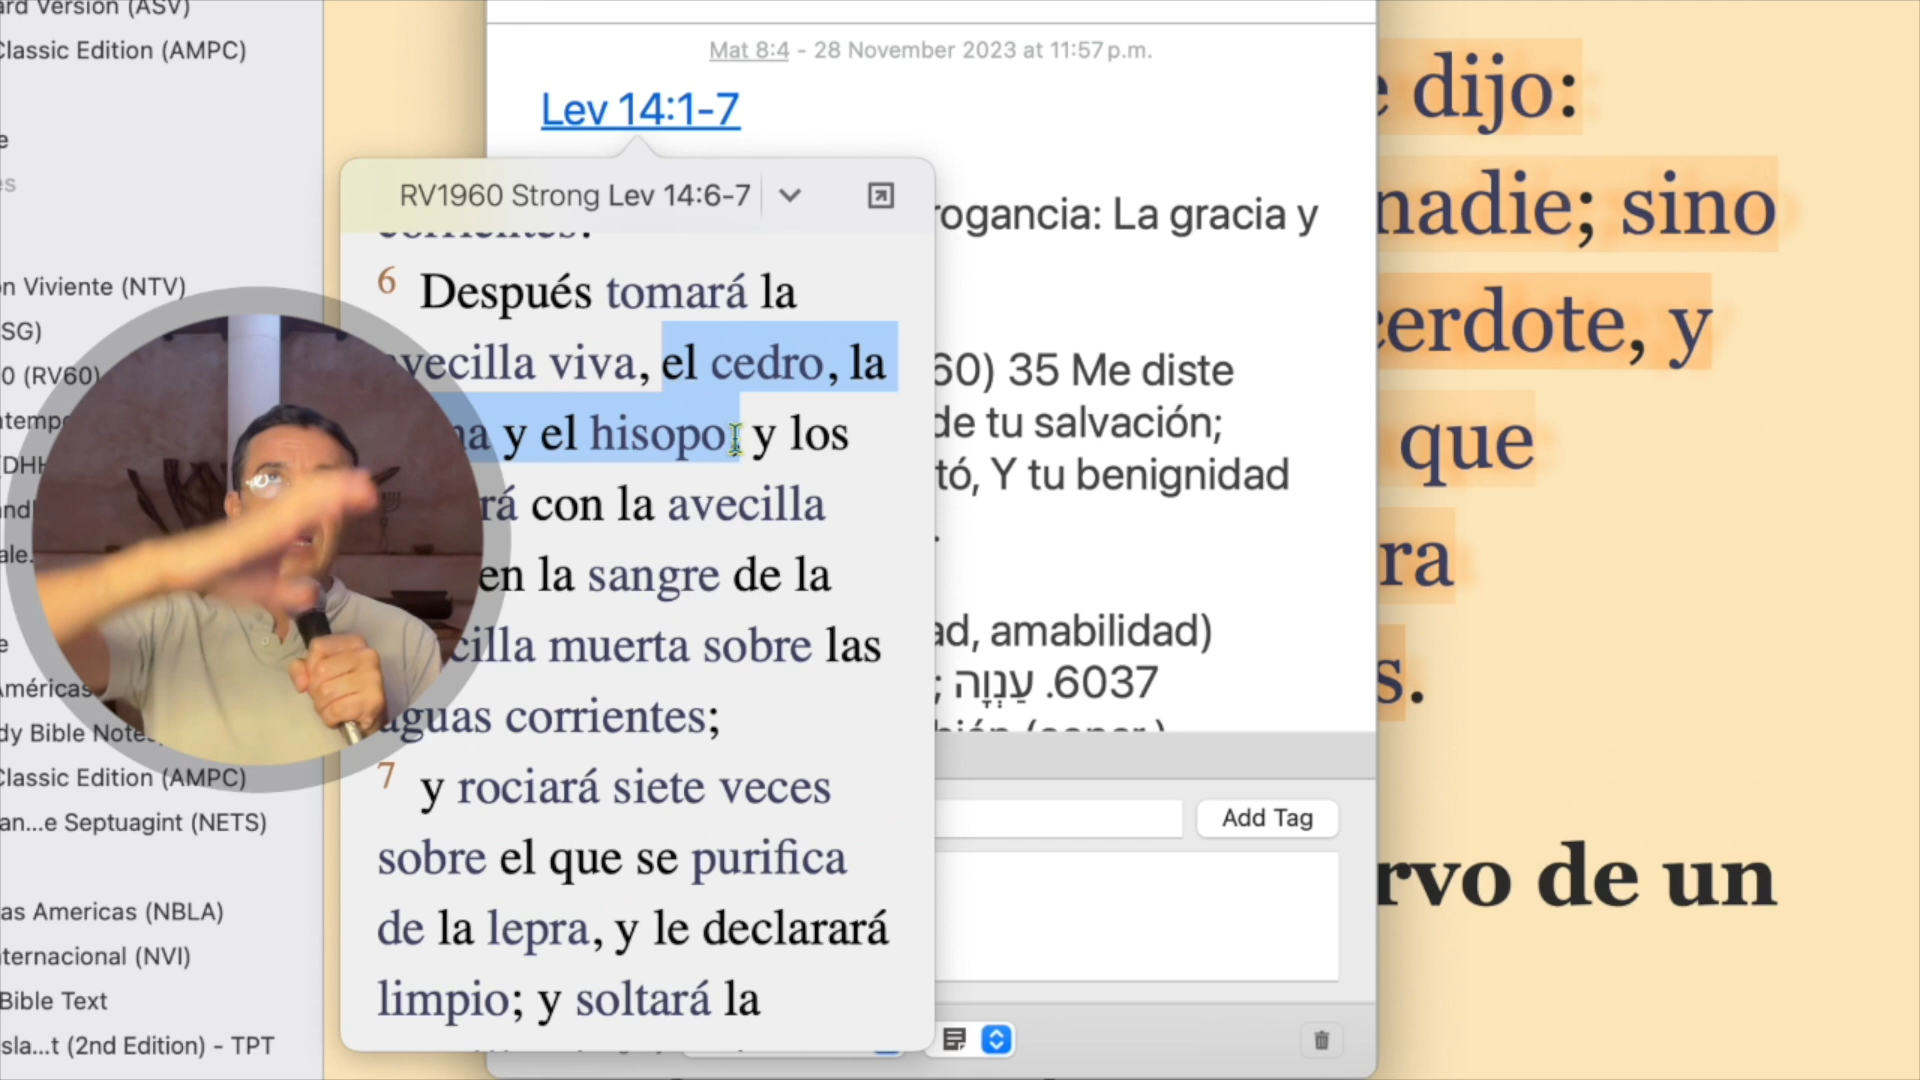 ard Version (ASV)
Classic Edition (AMPC)
n Viviente (NTV)
SG)
0 (RV60)
Américas
dy Bible Note
Classic Edition (AMPC)
an...e Septuagint (NETS)
as Americas (NBLA)
ternacional (NVI)
Bible Text
sla...t (2nd Edition) - TPT
Mat 8:4 - 28 November 2023 at 11:57 p.m.
Lev 14:1-7
RV1960 Strong Lev 14:6-7
corrientes.
6 Después tomará la
avecilla viva, el cedro, la
na y el hisopo, y los
rá con la avecilla
en la sangre de la
cilla muerta sobre las
aguas corrientes;
7 y rociará siete veces
sobre el que se purifica
de la lepra, y le declarará
limpio; y soltará la
rogancia: La gracia y
60) 35 Me diste
de tu salvación;
tó, Y tu benignidad
ad, amabilidad)
; עַנְוָה .6037
Add Tag
e dijo:
nadie; sino
cerdote, y
que
ra
s.
rvo de un